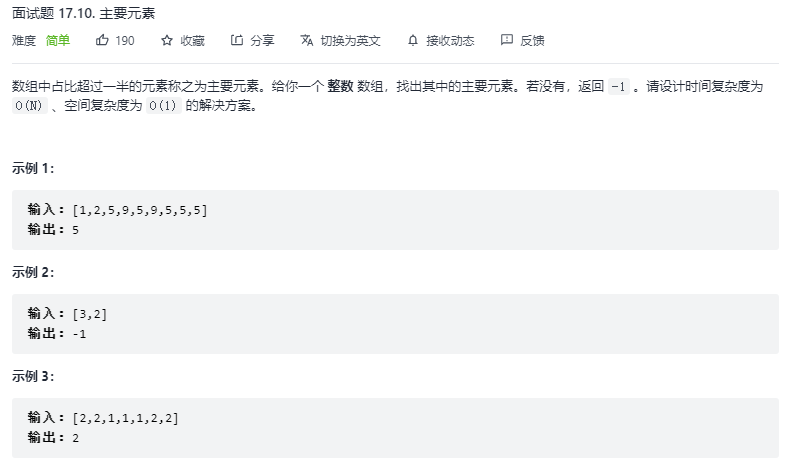 面试题 17.10. 主要元素
难度 简单 190 收藏 分享 切换为英文 接收动态 反馈
数组中占比超过一半的元素称之为主要元素。给你一个 整数 数组，找出其中的主要元素。若没有，返回 -1 。请设计时间复杂度为
O(N) 、空间复杂度为 O(1) 的解决方案。
示例 1：
输入：[1,2,5,9,5,9,5,5,5]
输出：5
示例 2：
输入：[3,2]
输出：-1
示例 3：
输入：[2,2,1,1,1,2,2]
输出：2